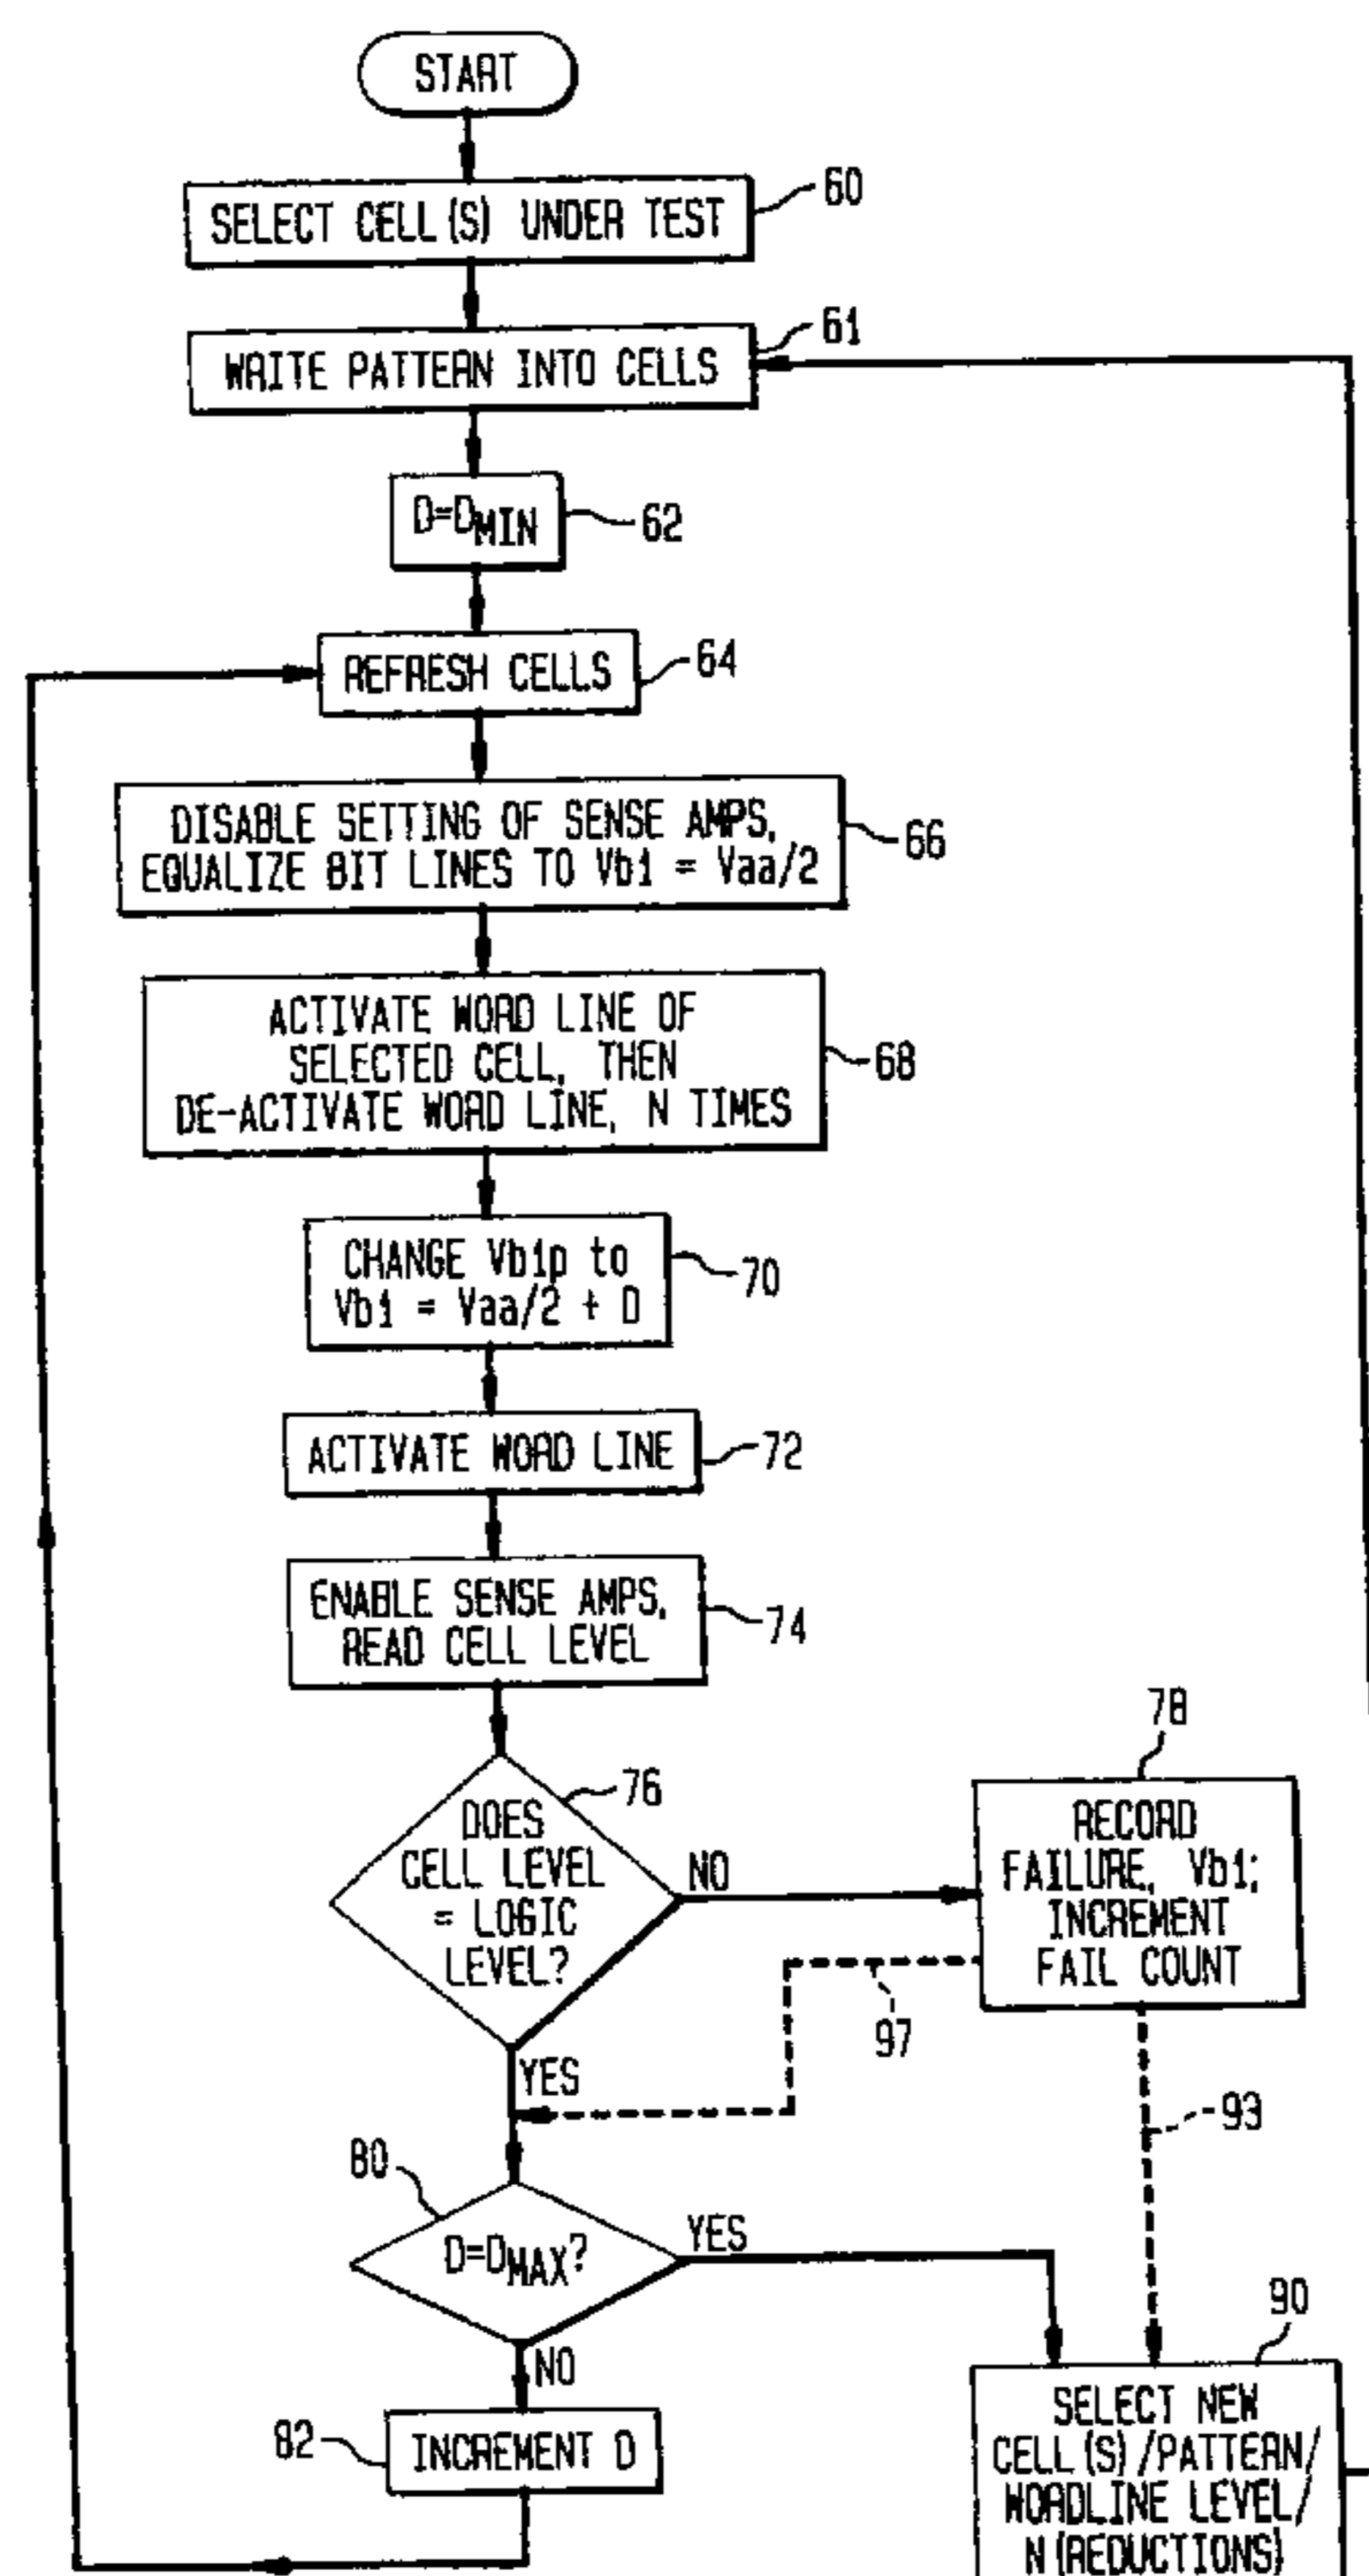 START
SELECT CELL(S) UNDER TEST
60
WRITE PATTERN INTO CELLS
61
D=DMIN
62
REFRESH CELLS
64
DISABLE SETTING OF SENSE AMPS,
EQUALIZE BIT LINES TO Vb1 = Vaa/2
66
ACTIVATE WORD LINE OF
SELECTED CELL, THEN
DE-ACTIVATE WORD LINE, N TIMES
68
CHANGE Vb1p to
Vb1 = Vaa/2 + D
70
ACTIVATE WORD LINE
72
ENABLE SENSE AMPS,
READ CELL LEVEL
74
76
DOES
CELL LEVEL
= LOGIC
LEVEL?
NO
YES
78
RECORD
FAILURE, Vb1;
INCREMENT
FAIL COUNT
97
93
80
D=DMAX?
YES
NO
82
INCREMENT D
90
SELECT NEW
CELL(S)/PATTERN/
WORDLINE LEVEL/
N(REDUCTIONS)